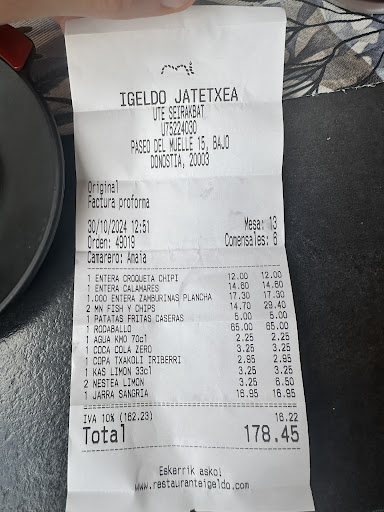 IGELDO JATETXEA
UTE SEIRAKBAT
U75224030
PASEO DEL MUELLE 15, BAJO
DONOSTIA, 20003
Original
Factura proforma
30/10/2024 12:51 Mesa: 13
Orden: 49019 Comensales: 6
Camarero: Amaia
1 ENTERA CROQUETA CHIPI 12.00 12.00
1 ENTERA CALAMARES 14.60 14.60
1.000 ENTERA ZAMBURINAS PLANCHA 17.30 17.30
2 MN FISH Y CHIPS 14.70 29.40
1 PATATAS FRITAS CASERAS 5.00 5.00
1 RODABALLO 65.00 65.00
1 AGUA KM0 70cl 2.25 2.25
1 COCA COLA ZERO 3.25 3.25
1 COPA TXAKOLI IRIBERRI 2.95 2.95
1 KAS LIMON 33cl 3.25 3.25
2 NESTEA LIMON 3.25 6.50
1 JARRA SANGRIA 16.95 16.95
IVA 10% (162.23) 16.22
Total 178.45
Eskerrik asko!
www.restauranteigeldo.com